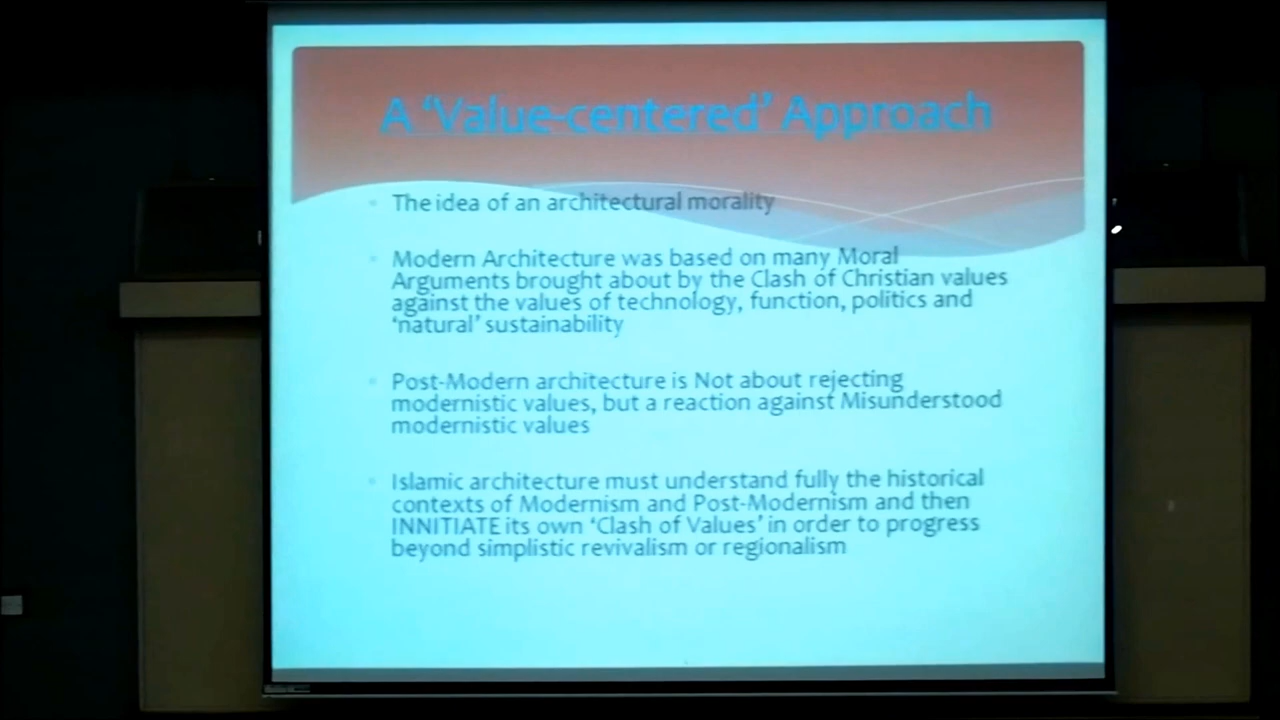 A ‘Value-centered’ Approach
The idea of an architectural morality
Modern Architecture was based on many Moral
Arguments brought about by the Clash of Christian values
against the values of technology, function, politics and
‘natural’ sustainability
Post-Modern architecture is Not about rejecting
modernistic values, but a reaction against Misunderstood
modernistic values
Islamic architecture must understand fully the historical
contexts of Modernism and Post-Modernism and then
INNITIATE its own ‘Clash of Values’ in order to progress
beyond simplistic revivalism or regionalism